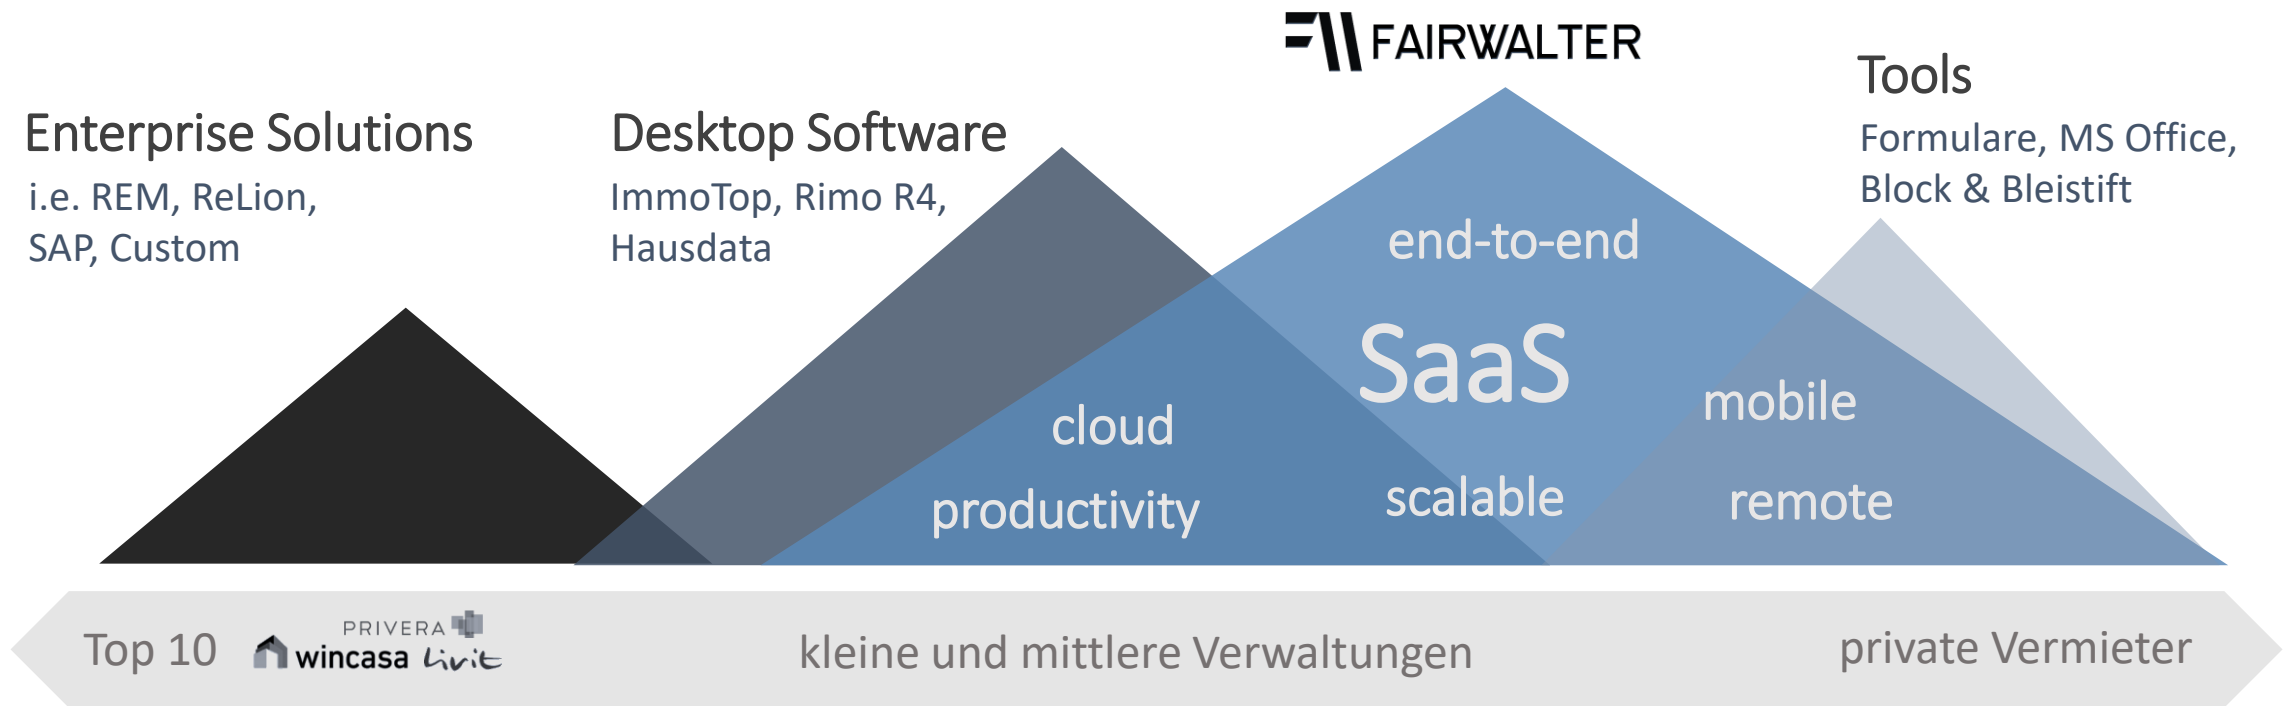 FAIRWALTER
Enterprise Solutions
i.e. REM, ReLion,
SAP, Custom
Desktop Software
ImmoTop, Rimo R4,
Hausdata
Tools
Formulare, MS Office,
Block & Bleistift
end-to-end
SaaS
cloud
productivity
scalable
mobile
remote
Top 10
PRIVERA
wincasa Livit
kleine und mittlere Verwaltungen
private Vermieter